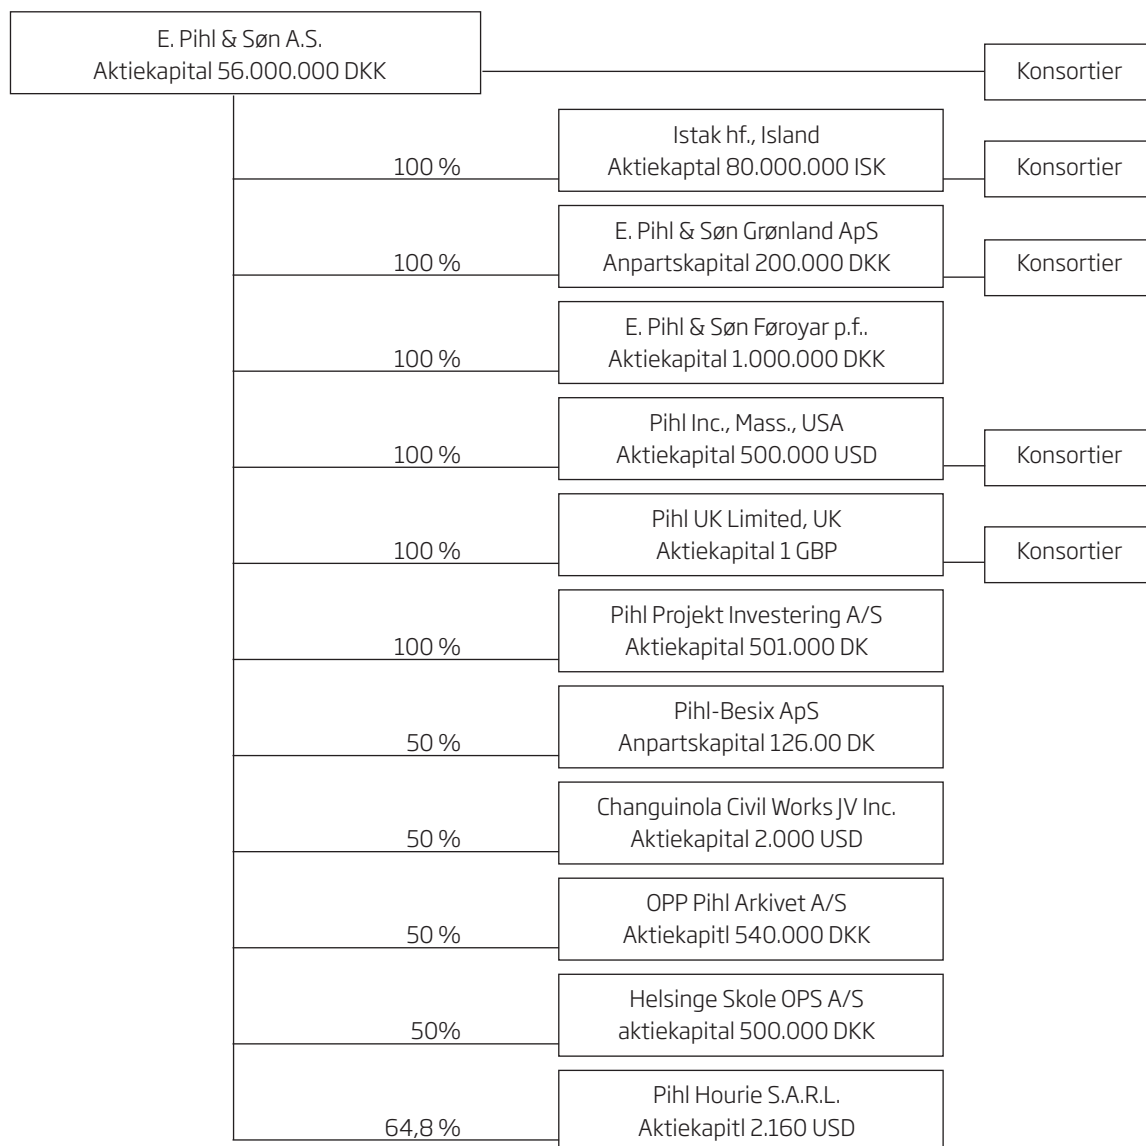 E. Pihl & Søn A.S.
Aktiekapital 56.000.000 DKK
Konsortier
100 %
Istak hf., Island
Aktiekaptal 80.000.000 ISK
Konsortier
100 %
E. Pihl & Søn Grønland ApS
Anpartskapital 200.000 DKK
Konsortier
100 %
E. Pihl & Søn Føroyar p.f..
Aktiekapital 1.000.000 DKK
100 %
Pihl Inc., Mass., USA
Aktiekapital 500.000 USD
Konsortier
100 %
Pihl UK Limited, UK
Aktiekapital 1 GBP
Konsortier
100 %
Pihl Projekt Investering A/S
Aktiekapital 501.000 DK
50 %
Pihl-Besix ApS
Anpartskapital 126.00 DK
50 %
Changuinola Civil Works JV Inc.
Aktiekapital 2.000 USD
50 %
OPP Pihl Arkivet A/S
Aktiekapitl 540.000 DKK
50%
Helsinge Skole OPS A/S
aktiekapital 500.000 DKK
64,8 %
Pihl Hourie S.A.R.L.
Aktiekapitl 2.160 USD